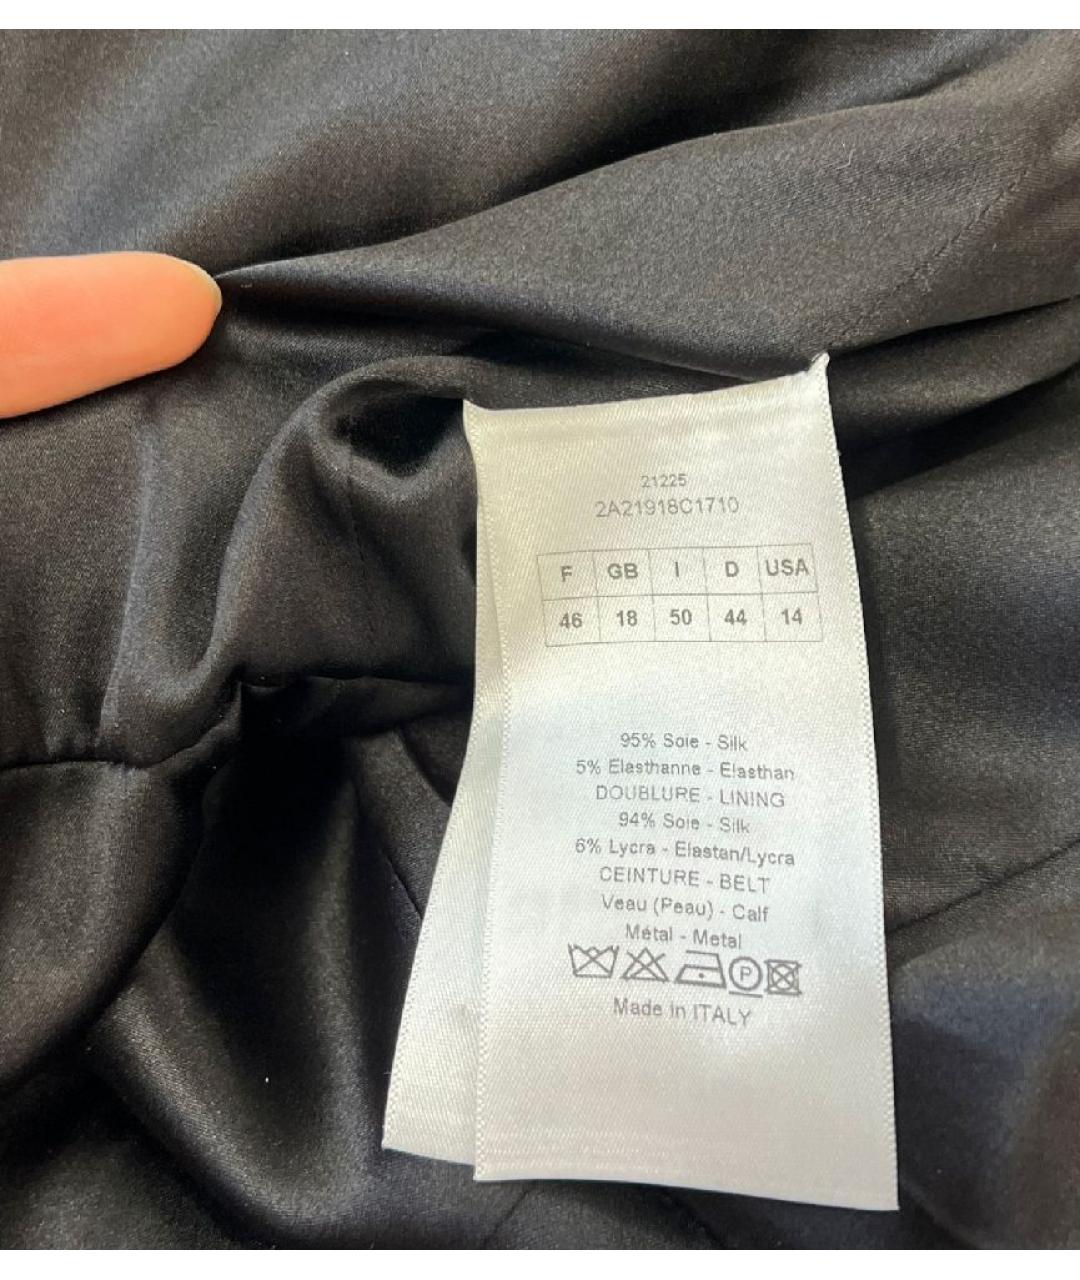 21225
2A21918C1710
F GB I D USA
46 18 50 44 14
95% Soie - Silk
5% Elasthanne - Elasthan
DOUBLURE - LINING
94% Soie - Silk
6% Lycra - Elastan/Lycra
CEINTURE - BELT
Veau (Peau) - Calf
Métal - Metal
P
Made in ITALY